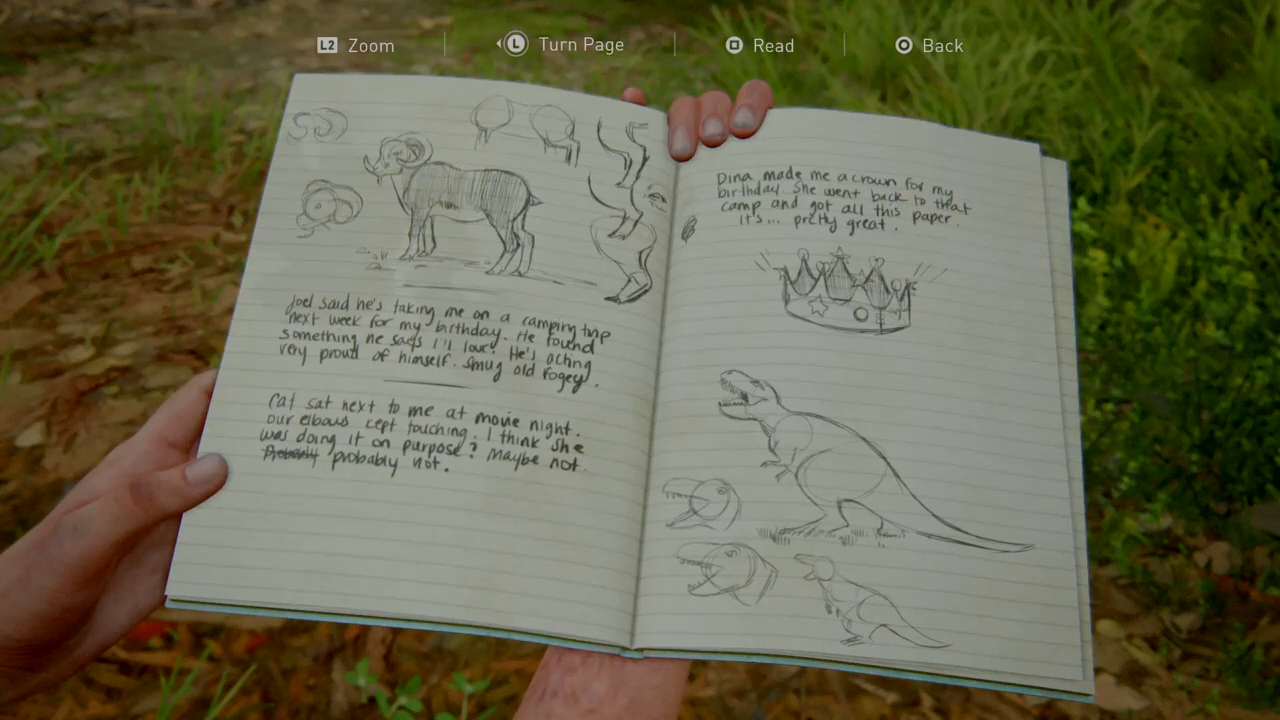 L2 Zoom
L Turn Page
Read
Back
Joel said he's taking me on a camping trip
next week for my birthday. He found
something he says I'll love. He's acting
very proud of himself. Smug old fogey.
Cat sat next to me at movie night.
our elbows kept touching. I think she
was doing it on purpose? Maybe not.
Probably probably not.
Dina made me a crown for my
birthday. She went back to that
camp and got all this paper.
It's... pretty great.